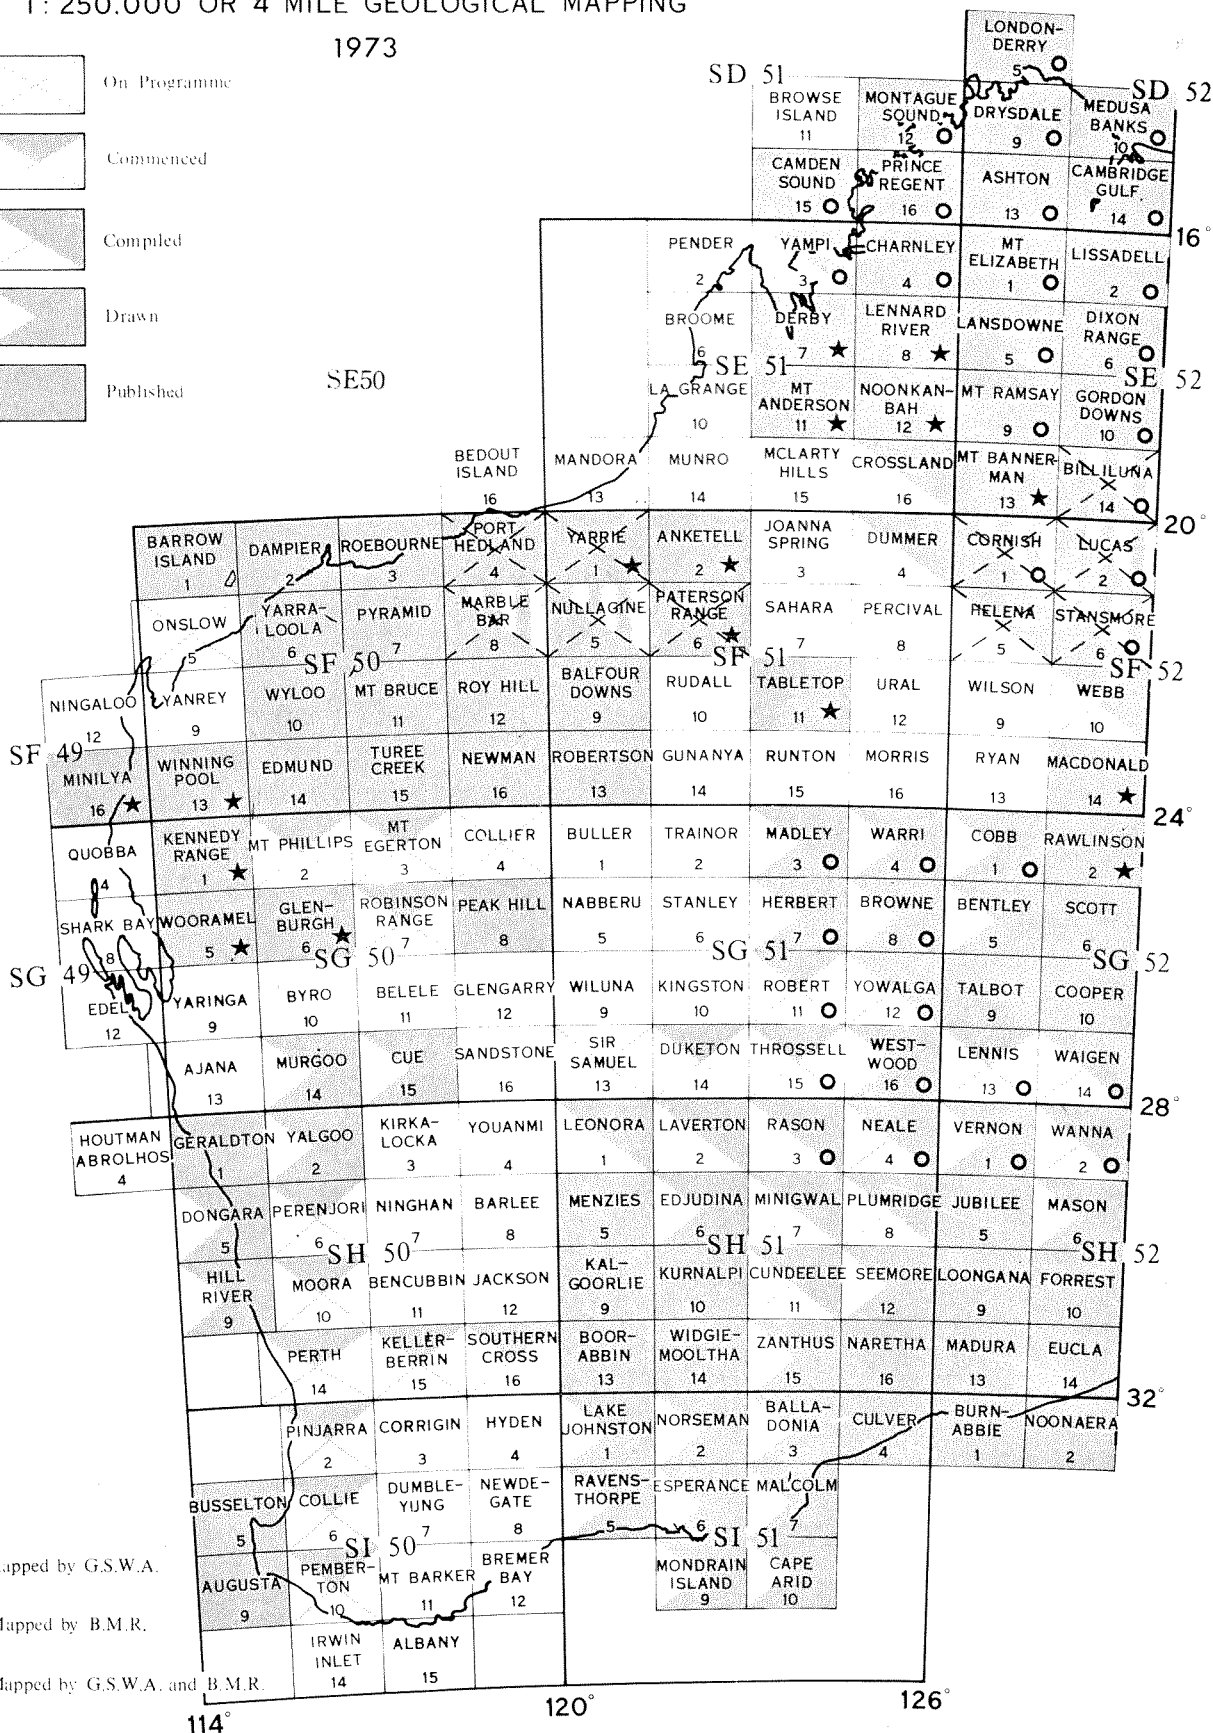 1:250.000 OR 4 MILE GEOLOGICAL MAPPING
1973
On Programme
Commenced
Compiled
Drawn
Published
SE50
LONDON-
DERRY
5
SD 51
SD 52
BROWSE
ISLAND
11
MONTAGUE
SOUND
12
DRYSDALE
9
MEDUSA
BANKS
10
CAMDEN
SOUND
15
PRINCE
REGENT
16
ASHTON
13
CAMBRIDGE
GULF
14
16°
PENDER
2
YAMPI
3
CHARNLEY
4
MT
ELIZABETH
1
LISSADELL
2
BROOME
6
DERBY
7
LENNARD
RIVER
8
LANSDOWNE
5
DIXON
RANGE
6
SE 51
SE 52
LA GRANGE
10
MT
ANDERSON
11
NOONKAN-
BAH
12
MT RAMSAY
9
GORDON
DOWNS
10
BEDOUT
ISLAND
16
MANDORA
13
MUNRO
14
MCLARTY
HILLS
15
CROSSLAND
16
MT BANNER-
MAN
13
BILLILUNA
14
20°
BARROW
ISLAND
1
DAMPIER
2
ROEBOURNE
3
PORT
HEDLAND
4
YARRIE
1
ANKETELL
2
JOANNA
SPRING
3
DUMMER
4
CORNISH
1
LUCAS
2
ONSLOW
5
YARRA-
LOOLA
6
PYRAMID
7
MARBLE
BAR
8
NULLAGINE
5
PATERSON
RANGE
6
SAHARA
7
PERCIVAL
8
HELENA
5
STANSMORE
6
SF 50
SF 51
SF 52
NINGALOO
12
YANREY
9
WYLOO
10
MT BRUCE
11
ROY HILL
12
BALFOUR
DOWNS
9
RUDALL
10
TABLETOP
11
URAL
12
WILSON
9
WEBB
10
SF 49
MINILYA
16
WINNING
POOL
13
EDMUND
14
TUREE
CREEK
15
NEWMAN
16
ROBERTSON
13
GUNANYA
14
RUNTON
15
MORRIS
16
RYAN
13
MACDONALD
14
24°
QUOBBA
4
KENNEDY
RANGE
1
MT PHILLIPS
2
MT
EGERTON
3
COLLIER
4
BULLER
1
TRAINOR
2
MADLEY
3
WARRI
4
COBB
1
RAWLINSON
2
SHARK BAY
8
WOORAMEL
5
GLEN-
BURGH
6
ROBINSON
RANGE
7
PEAK HILL
8
NABBERU
5
STANLEY
6
HERBERT
7
BROWNE
8
BENTLEY
5
SCOTT
6
SG 49
SG 50
SG 51
SG 52
EDEL
12
YARINGA
9
BYRO
10
BELELE
11
GLENGARRY
12
WILUNA
9
KINGSTON
10
ROBERT
11
YOWALGA
12
TALBOT
9
COOPER
10
AJANA
13
MURGOO
14
CUE
15
SANDSTONE
16
SIR
SAMUEL
13
DUKETON
14
THROSSELL
15
WEST-
WOOD
16
LENNIS
13
WAIGEN
14
28°
HOUTMAN
ABROLHOS
4
GERALDTON
1
YALGOO
2
KIRKA-
LOCKA
3
YOUANMI
4
LEONORA
1
LAVERTON
2
RASON
3
NEALE
4
VERNON
1
WANNA
2
DONGARA
5
PERENJORI
6
NINGHAN
7
BARLEE
8
MENZIES
5
EDJUDINA
6
MINIGWAL
7
PLUMRIDGE
8
JUBILEE
5
MASON
6
SH 50
SH 51
SH 52
HILL
RIVER
9
MOORA
10
BENCUBBIN
11
JACKSON
12
KAL-
GOORLIE
9
KURNALPI
10
CUNDEELEE
11
SEEMORE
12
LOONGANA
9
FORREST
10
PERTH
14
KELLER-
BERRIN
15
SOUTHERN
CROSS
16
BOOR-
ABBIN
13
WIDGIE-
MOOLTHA
14
ZANTHUS
15
NARETHA
16
MADURA
13
EUCLA
14
32°
PINJARRA
2
CORRIGIN
3
HYDEN
4
LAKE
JOHNSTON
1
NORSEMAN
2
BALLA-
DONIA
3
CULVER
4
BURN-
ABBIE
1
NOONAERA
2
BUSSELTON
5
COLLIE
6
DUMBLE-
YUNG
7
NEWDE-
GATE
8
RAVENS-
THORPE
5
ESPERANCE
6
MALCOLM
7
SI 50
SI 51
AUGUSTA
9
PEMBER-
TON
10
MT BARKER
11
BREMER
BAY
12
MONDRAIN
ISLAND
9
CAPE
ARID
10
IRWIN
INLET
14
ALBANY
15
apped by G.S.W.A.
Mapped by B.M.R.
Mapped by G.S.W.A. and B.M.R.
114°
120°
126°